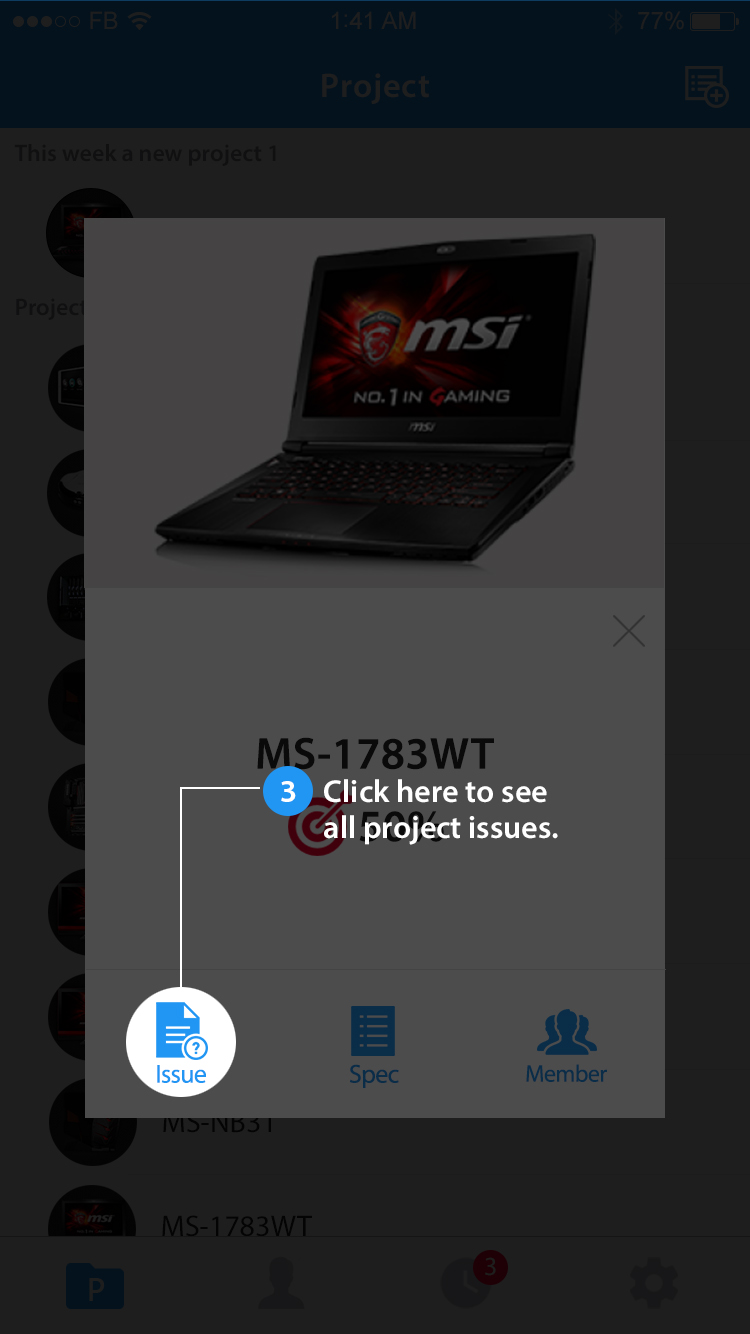 FB 1:41 AM 77%
Project
This week a new project 1
Project
msi
NO.1 IN GAMING
msi
MS-1783WT
3 Click here to see
all project issues.
50%
? Issue
Spec
Member
MS-NB31
msi
MS-1783WT
P
3